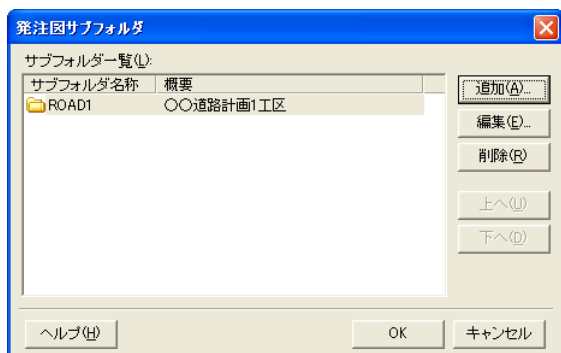 発注図サブフォルダ
サブフォルダ一覧(L):
サブフォルダ名称 概要
ROAD1 〇〇道路計画1工区
追加(A)...
編集(E)...
削除(R)
上へ(U)
下へ(D)
ヘルプ(H) OK キャンセル